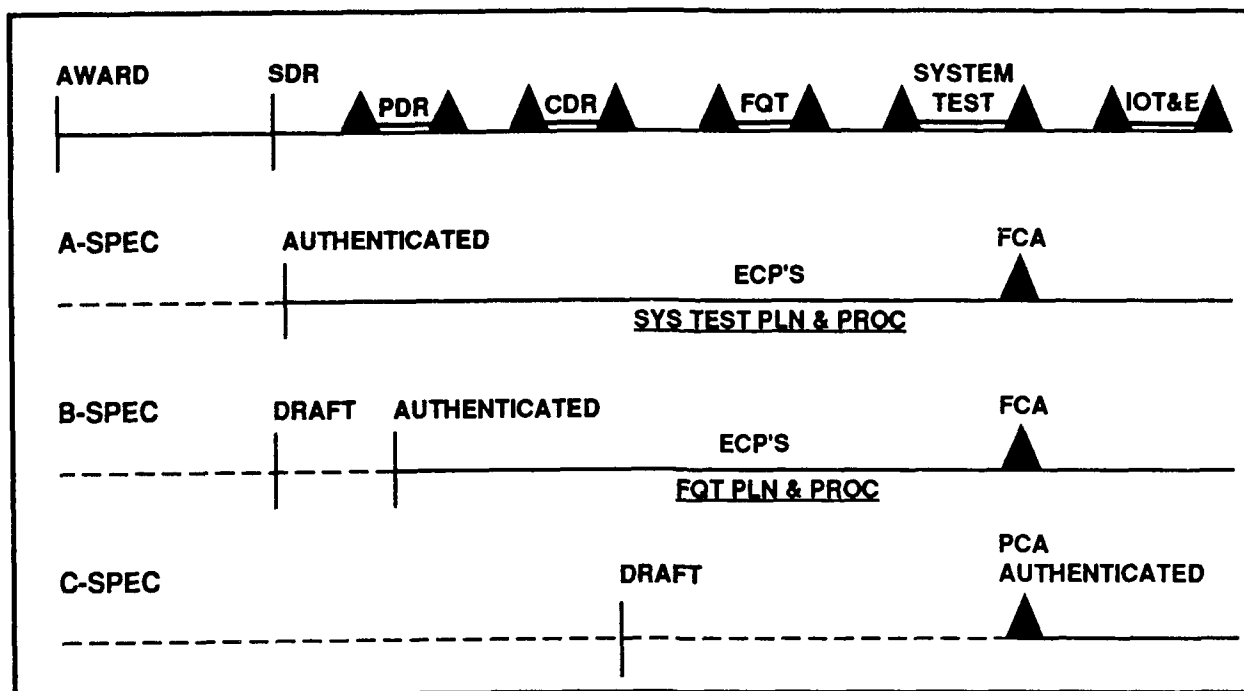 AWARD
SDR
PDR
CDR
FQT
SYSTEM
TEST
IOT&E
A-SPEC
AUTHENTICATED
ECP'S
SYS TEST PLN & PROC
FCA
B-SPEC
DRAFT
AUTHENTICATED
ECP'S
FQT PLN & PROC
FCA
C-SPEC
DRAFT
PCA
AUTHENTICATED